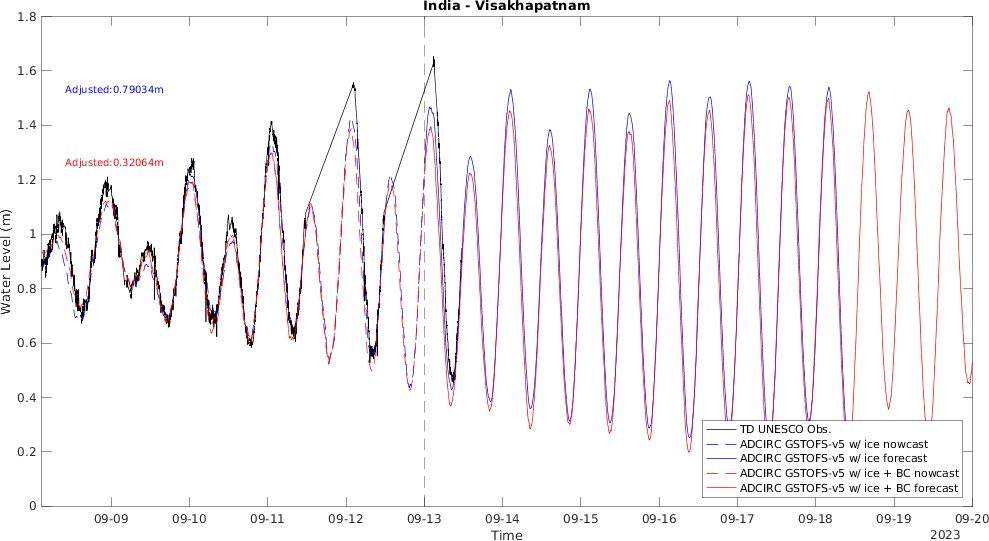 India - Visakhapatnam
1.8
1.6
1.4
1.2
1
0.8
0.6
0.4
0.2
0
Water Level (m)
Adjusted:0.79034m
Adjusted:0.32064m
TD UNESCO Obs.
ADCIRC GSTOFS-v5 w/ ice nowcast
ADCIRC GSTOFS-v5 w/ ice forecast
ADCIRC GSTOFS-v5 w/ ice + BC nowcast
ADCIRC GSTOFS-v5 w/ ice + BC forecast
09-09 09-10 09-11 09-12 09-13 09-14 09-15 09-16 09-17 09-18 09-19 09-20
Time
2023